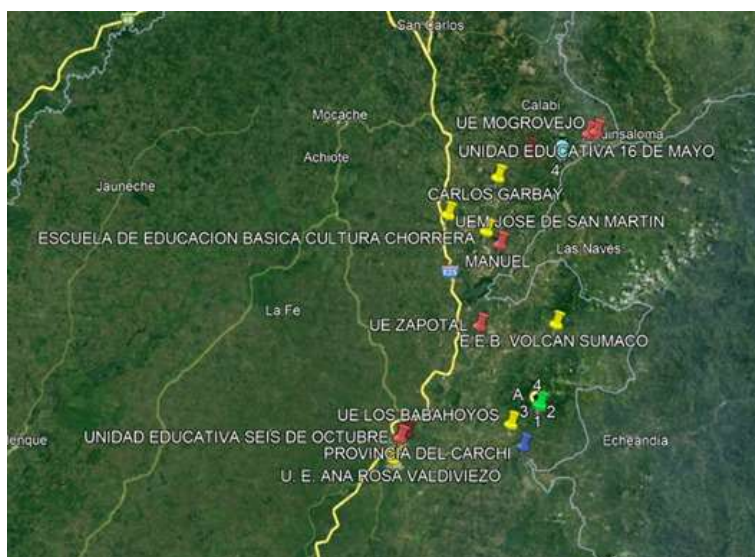 San Carlos
Calabi
Mocache
UE MOGROVEJO
Quinsaloma
Achiote
UNIDAD EDUCATIVA 16 DE MAYO
4
Jauneche
CARLOS GARBAY
UEM JOSE DE SAN MARTIN
ESCUELA DE EDUCACION BASICA CULTURA CHORRERA
Las Naves
MANUEL
E25
La Fe
UE ZAPOTAL
E.E.B. VOLCAN SUMACO
4
A
3
2
1
UE LOS BABAHOYOS
UNIDAD EDUCATIVA SEIS DE OCTUBRE
Echeandia
PROVINCIA DEL CARCHI
U. E. ANA ROSA VALDIVIEZO